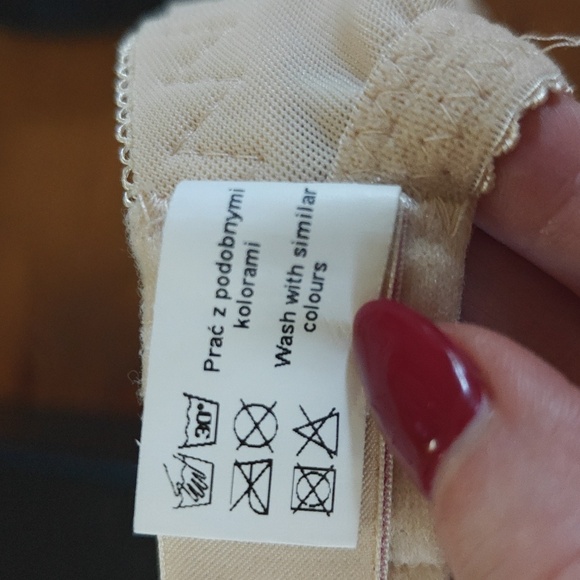 Prać z podobnymi
kolorami
Wash with similar
colours
30°